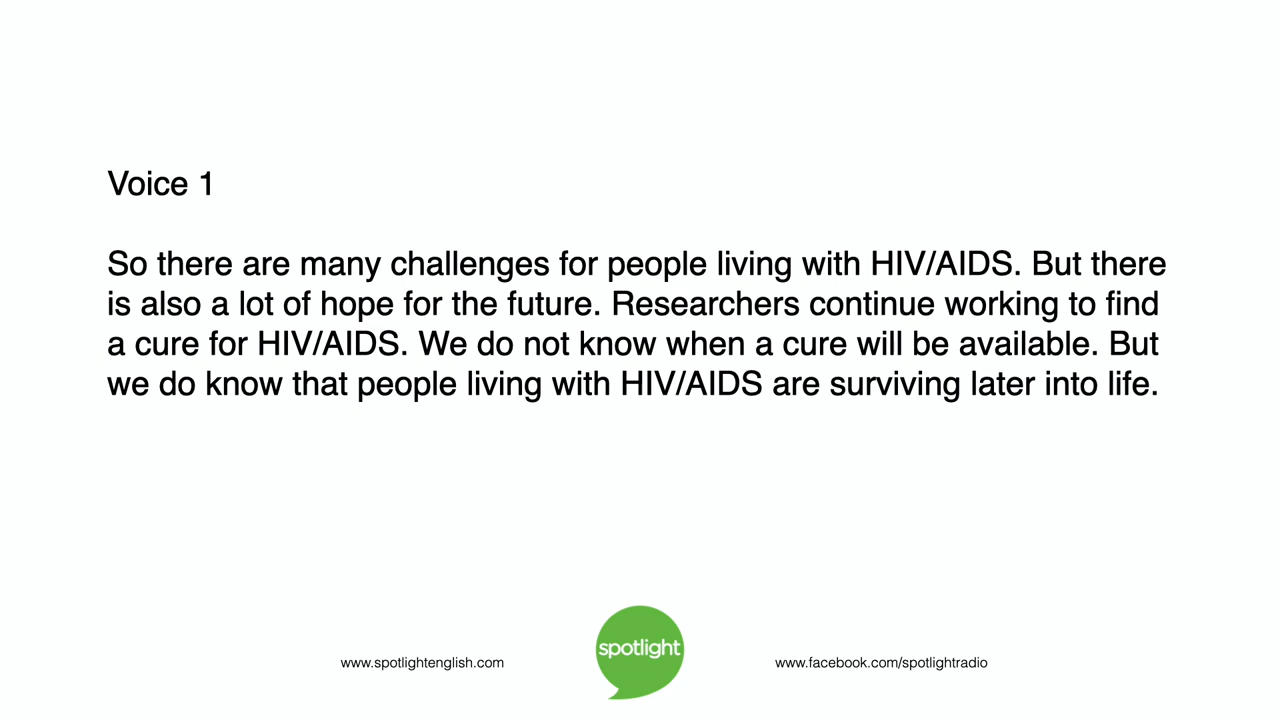 Voice 1
So there are many challenges for people living with HIV/AIDS. But there
is also a lot of hope for the future. Researchers continue working to find
a cure for HIV/AIDS. We do not know when a cure will be available. But
we do know that people living with HIV/AIDS are surviving later into life.
www.spotlightenglish.com
spotlight
www.facebook.com/spotlightradio